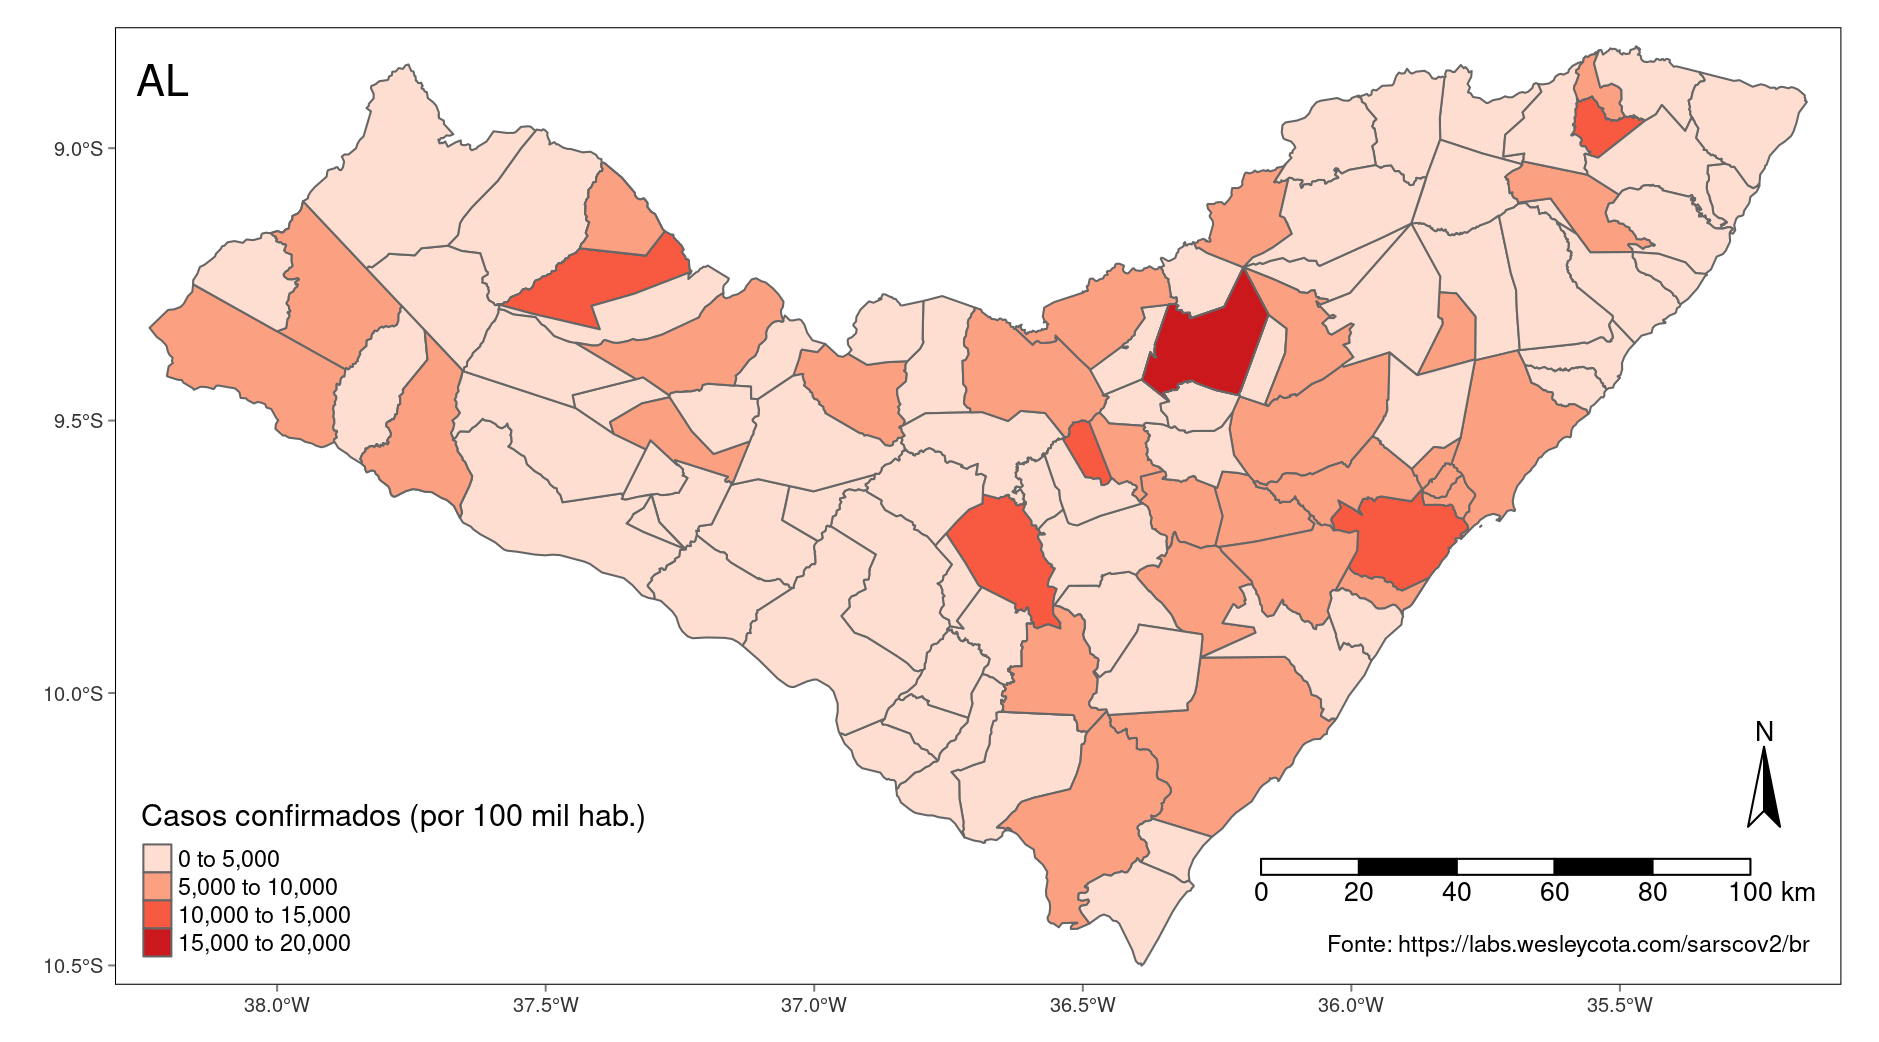 AL
9.0°S
9.5°S
10.0°S
10.5°S
38.0°W
37.5°W
37.0°W
36.5°W
36.0°W
35.5°W
Casos confirmados (por 100 mil hab.)
0 to 5,000
5,000 to 10,000
10,000 to 15,000
15,000 to 20,000
N
0 20 40 60 80 100 km
Fonte: https://labs.wesleycota.com/sarscov2/br